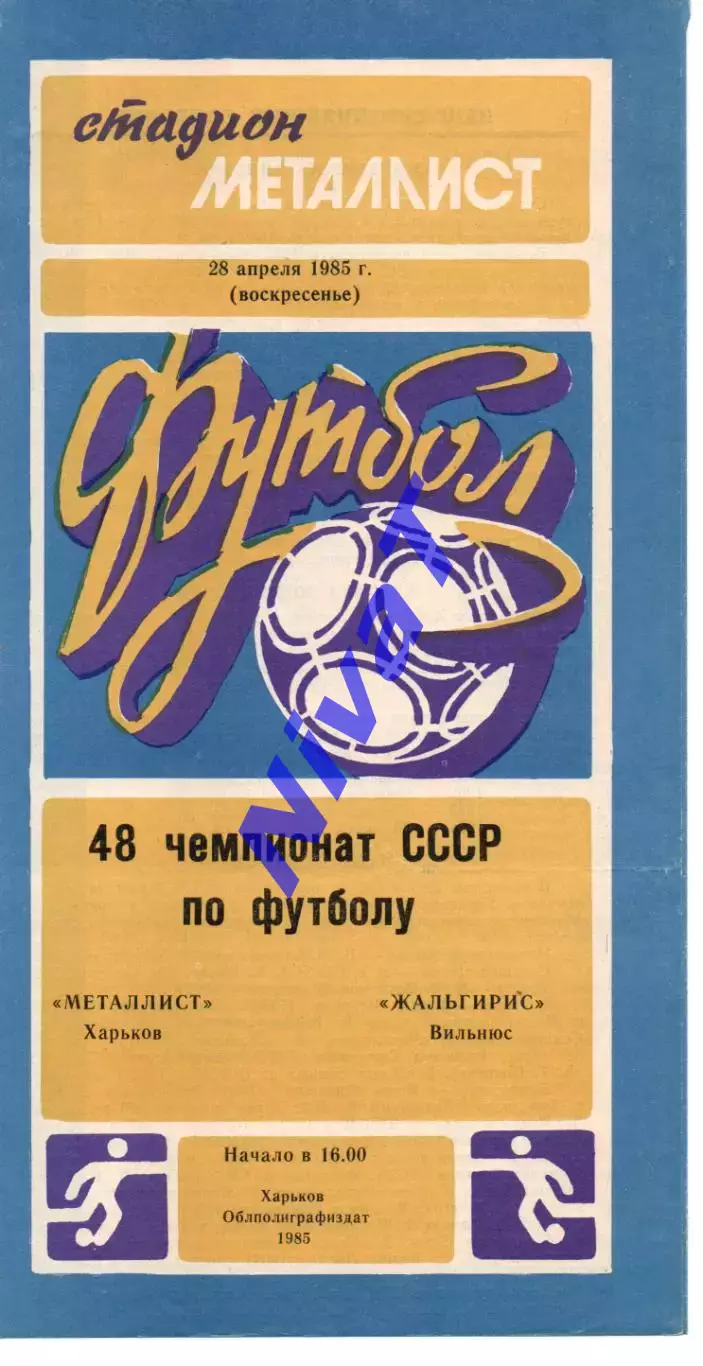 стадион
МЕТАЛЛИСТ
28 апреля 1985 г.
(воскресенье)
Футбол
NivaT
48 чемпионат СССР
по футболу
«МЕТАЛЛИСТ»
Харьков
«ЖАЛЬГИРИС»
Вильнюс
Начало в 16.00
Харьков
Облполиграфиздат
1985